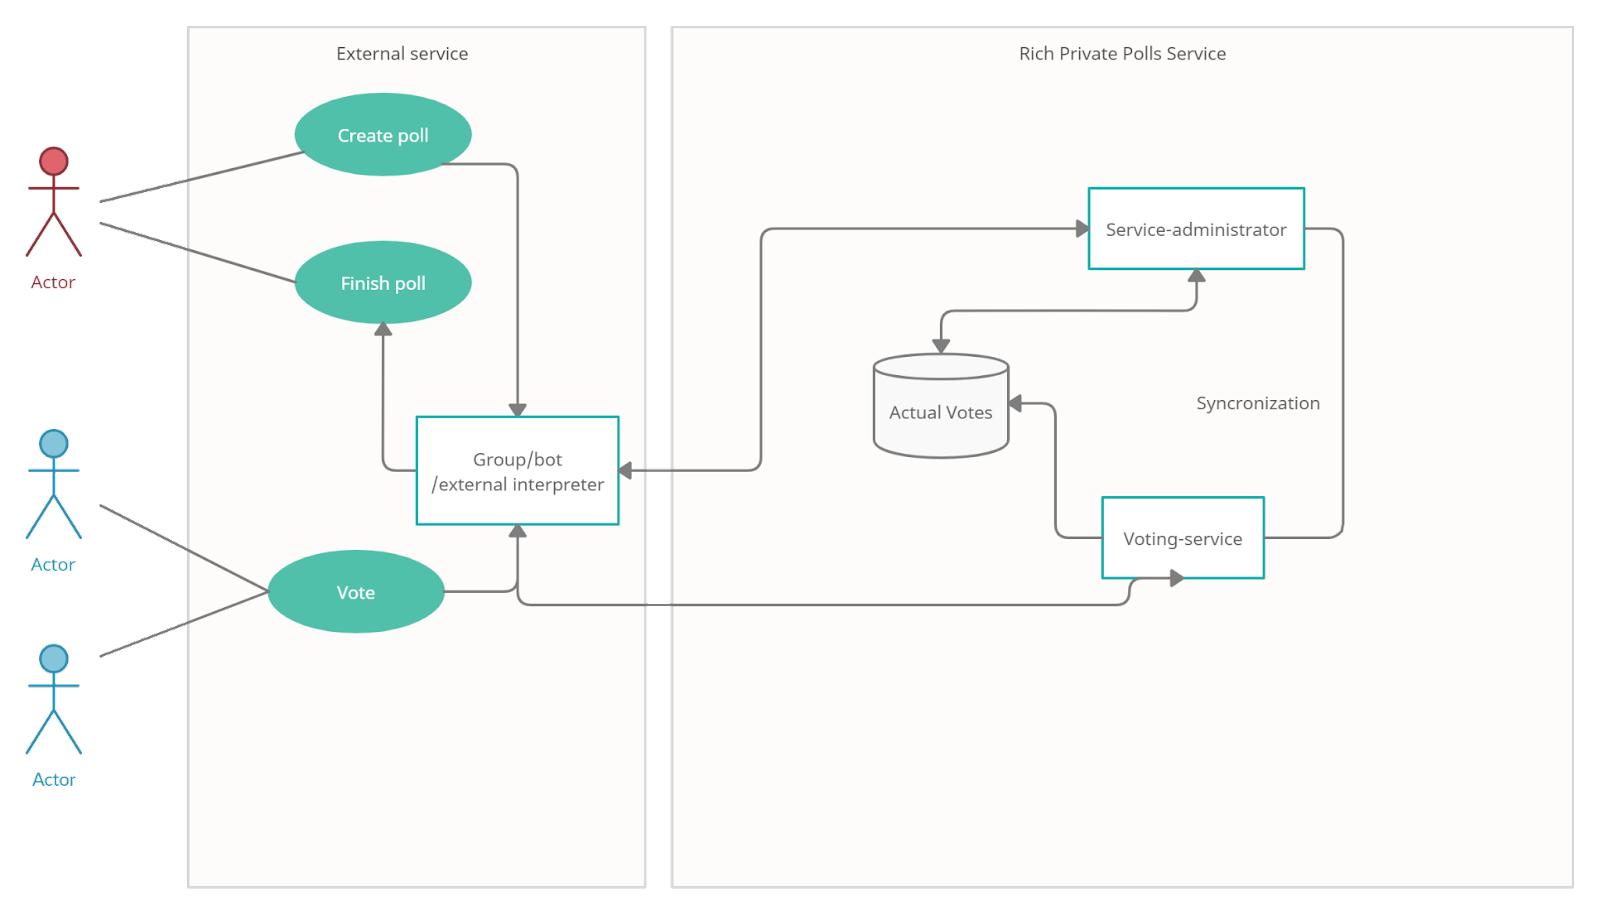 External service
Rich Private Polls Service
Create poll
Service-administrator
Finish poll
Actor
Actual Votes
Syncronization
Group/bot
/external interpreter
Voting-service
Actor
Vote
Actor